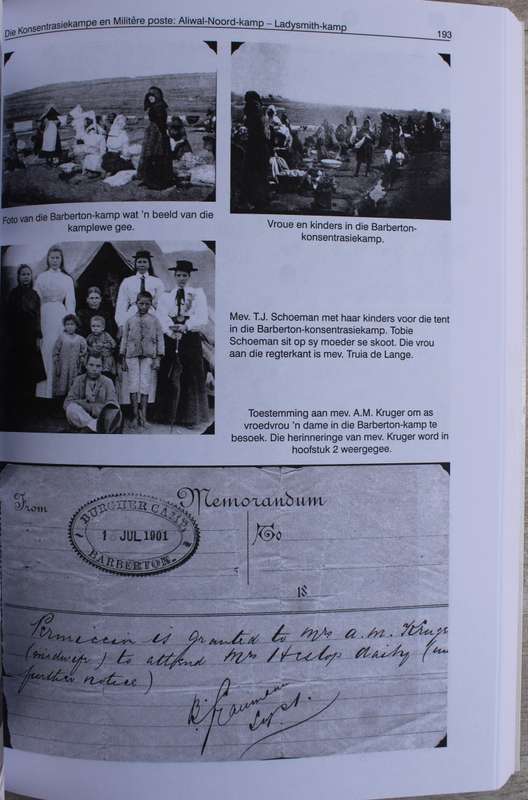 Die Konsentrasiekampe en Militêre poste: Aliwal-Noord-kamp – Ladysmith-kamp 193
Foto van die Barberton-kamp wat 'n beeld van die
kamplewe gee.
Vroue en kinders in die Barberton-
konsentrasiekamp.
Mev. T.J. Schoeman met haar kinders voor die tent
in die Barberton-konsentrasiekamp. Tobie
Schoeman sit op sy moeder se skoot. Die vrou
aan die regterkant is mev. Truia de Lange.
Toestemming aan mev. A.M. Kruger om as
vroedvrou 'n dame in die Barberton-kamp te
besoek. Die herinneringe van mev. Kruger word in
hoofstuk 2 weergegee.
Memorandum
From
BURGHER CAMP
JUL 1901
BARBERTON.
To
18
Permission is granted to Mrs A.M. Kruge
(midwife) to attend Mrs Heslop daily (un
further notice)
Supt.